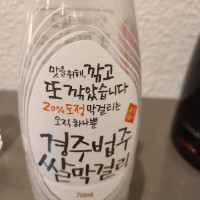 맛을위해, 깎고
또 깎았습니다
20%도정 막걸리는
오직 하나뿐
경주법주
쌀막걸리
750ml